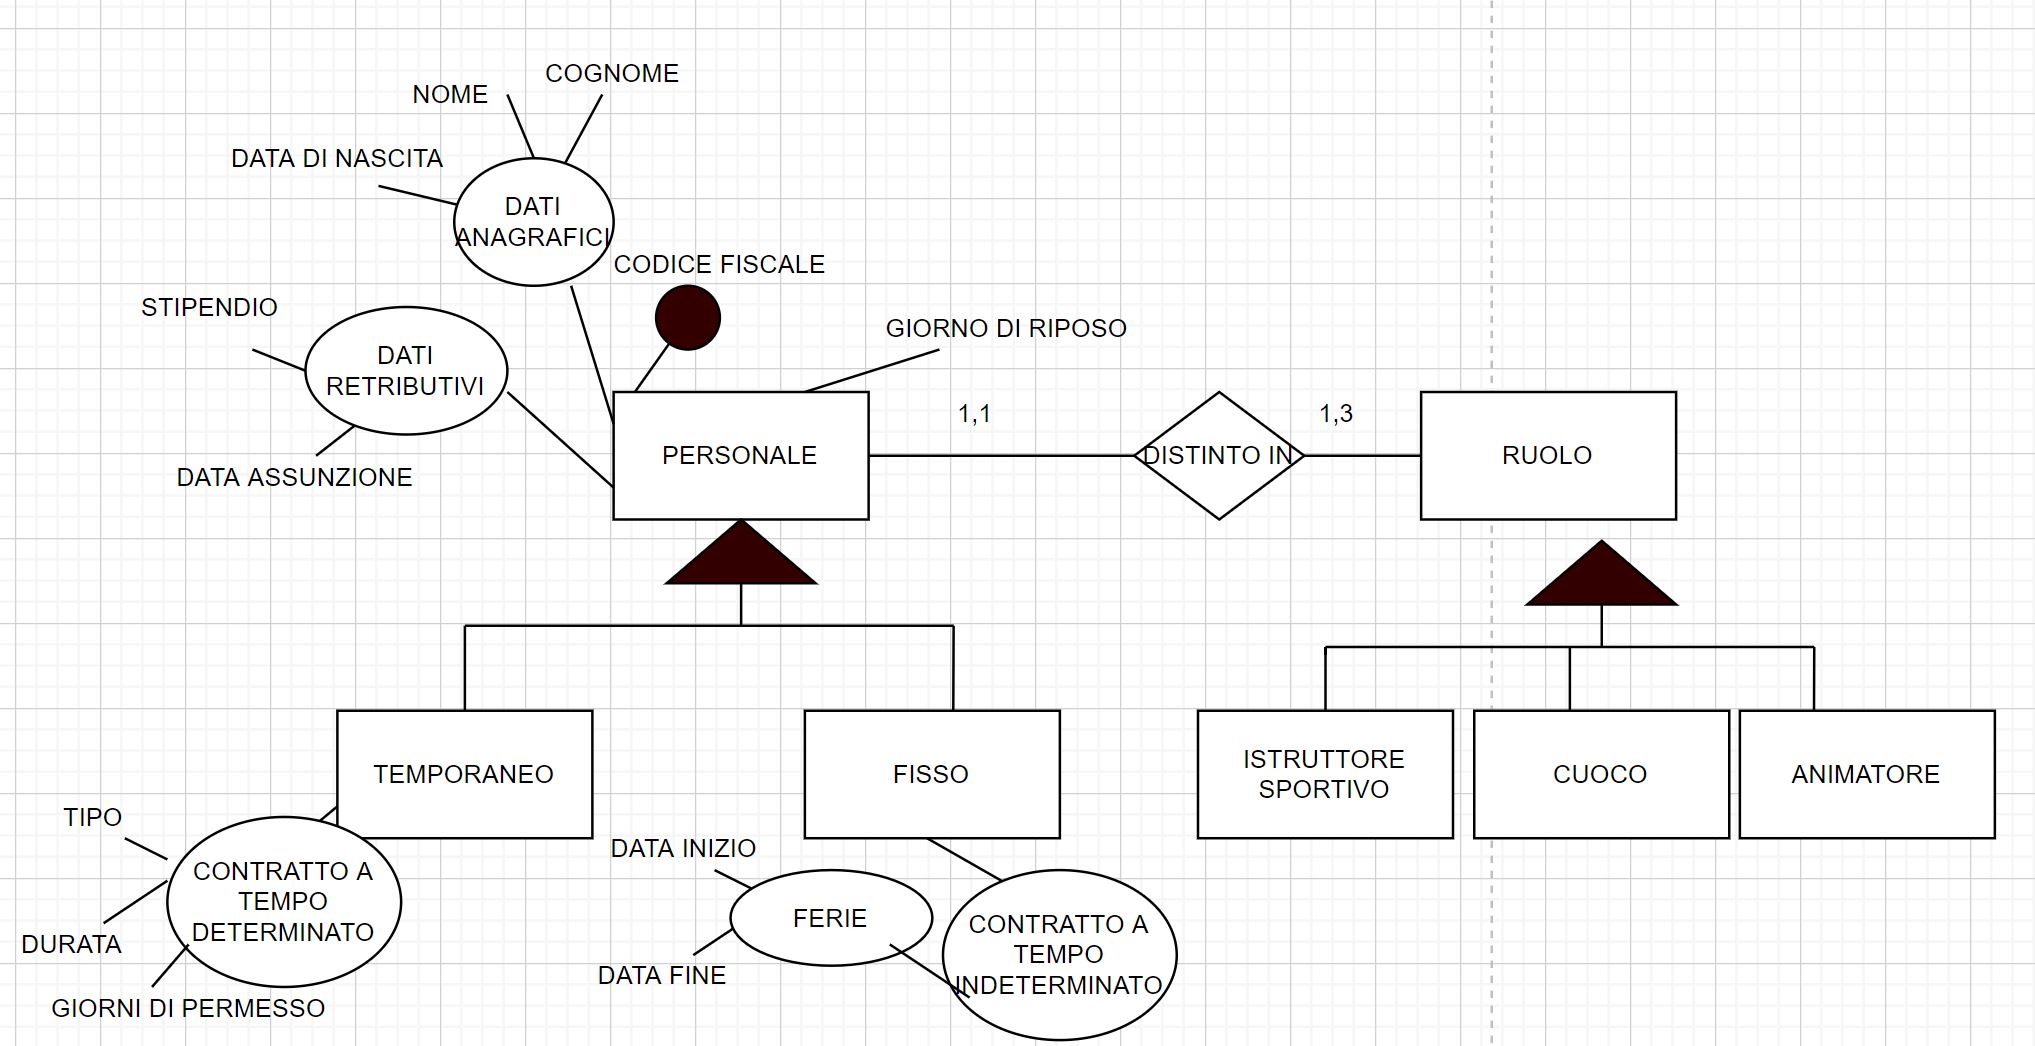 COGNOME
NOME
DATA DI NASCITA
DATI
ANAGRAFICI
CODICE FISCALE
STIPENDIO
GIORNO DI RIPOSO
DATI
RETRIBUTIVI
1,1
1,3
PERSONALE
DISTINTO IN
RUOLO
DATA ASSUNZIONE
TEMPORANEO
FISSO
ISTRUTTORE
SPORTIVO
CUOCO
ANIMATORE
TIPO
CONTRATTO A
TEMPO
DETERMINATO
DURATA
GIORNI DI PERMESSO
DATA INIZIO
FERIE
DATA FINE
CONTRATTO A
TEMPO
INDETERMINATO